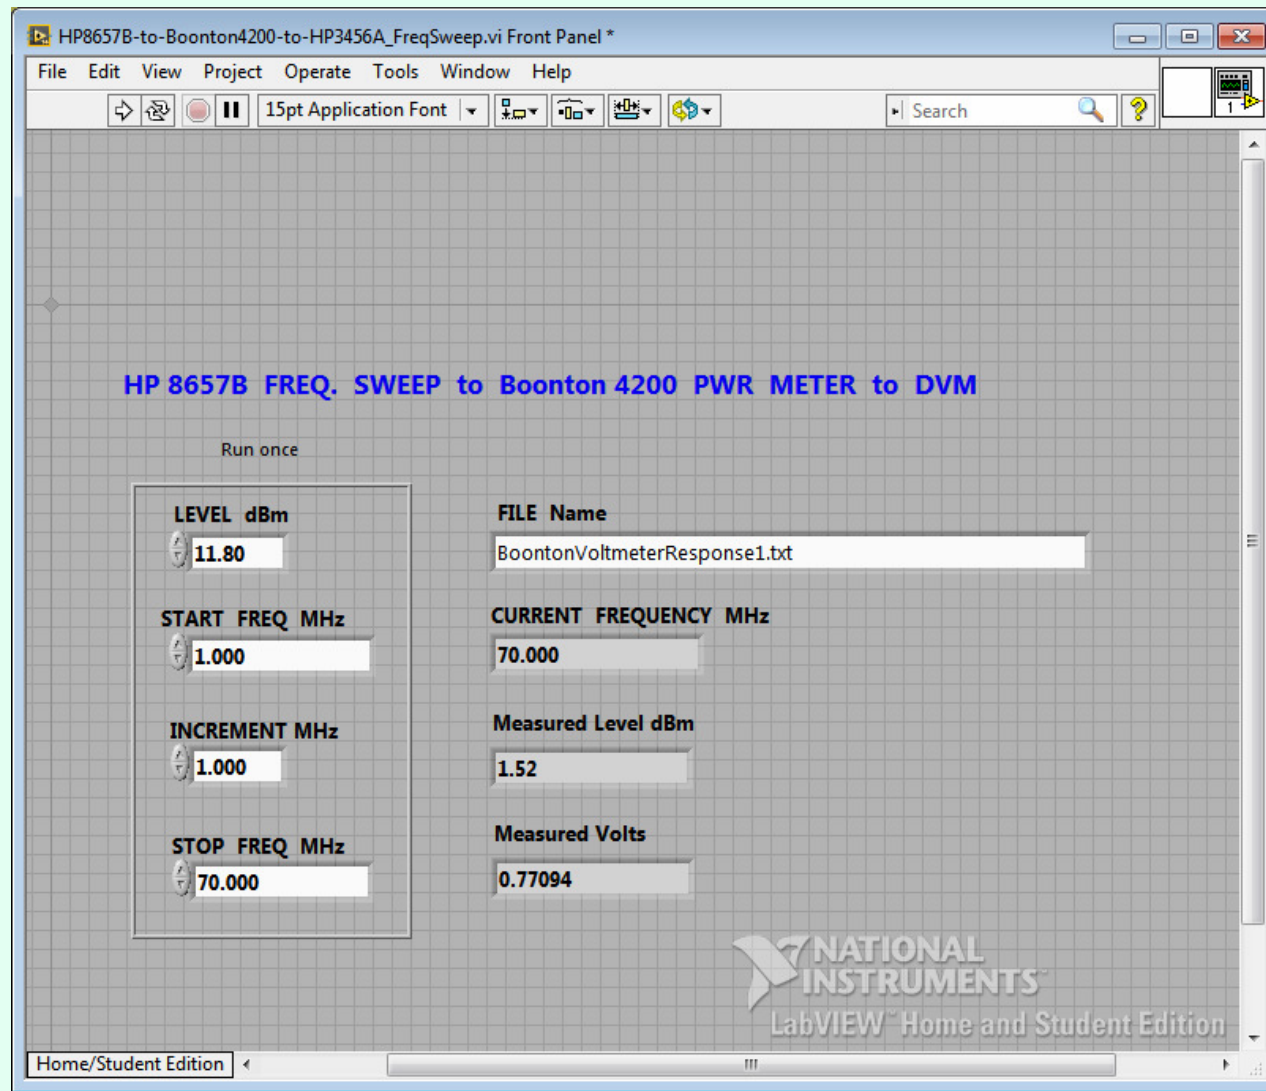 HP8657B-to-Boonton4200-to-HP3456A_FreqSweep.vi Front Panel *
File Edit View Project Operate Tools Window Help
15pt Application Font
Search
?
1
HP 8657B FREQ. SWEEP to Boonton 4200 PWR METER to DVM
Run once
LEVEL dBm
11.80
FILE Name
BoontonVoltmeterResponse1.txt
START FREQ MHz
1.000
CURRENT FREQUENCY MHz
70.000
INCREMENT MHz
1.000
Measured Level dBm
1.52
STOP FREQ MHz
70.000
Measured Volts
0.77094
NATIONAL
INSTRUMENTS™
LabVIEW™ Home and Student Edition
Home/Student Edition